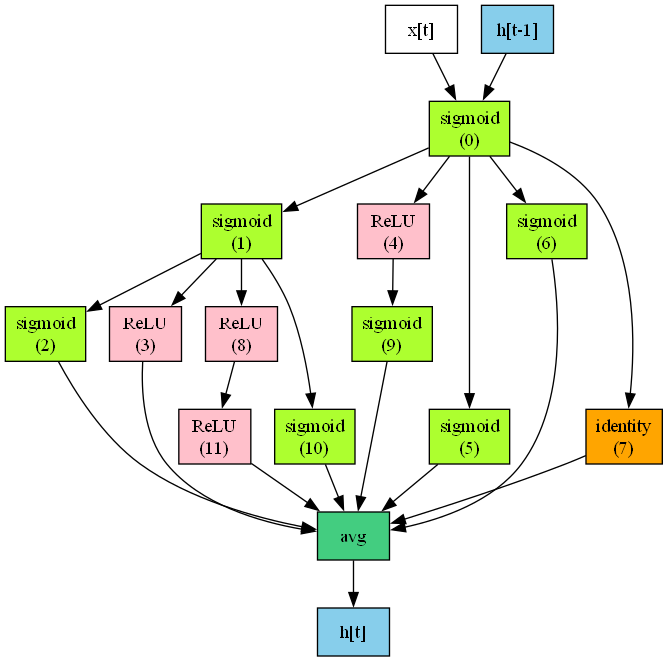 x[t]
h[t-1]
sigmoid
(0)
sigmoid
(1)
ReLU
(4)
sigmoid
(6)
sigmoid
(2)
ReLU
(3)
ReLU
(8)
sigmoid
(9)
ReLU
(11)
sigmoid
(10)
sigmoid
(5)
identity
(7)
avg
h[t]